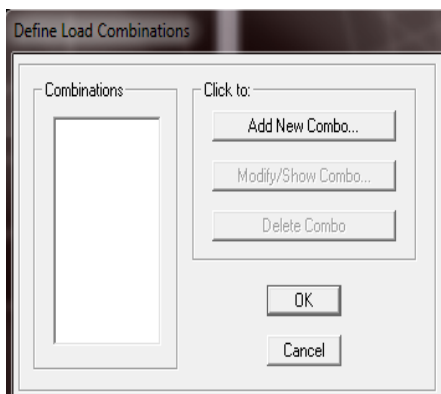 Define Load Combinations
Combinations
Click to:
Add New Combo...
Modify/Show Combo...
Delete Combo
OK
Cancel